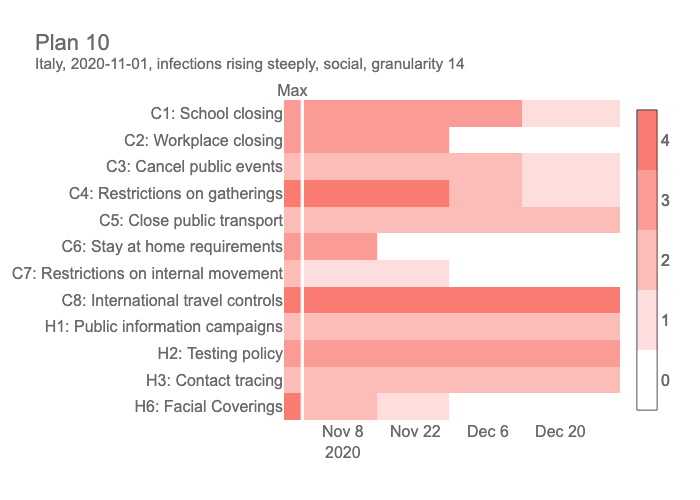 Plan 10
Italy, 2020-11-01, infections rising steeply, social, granularity 14
Max
C1: School closing
C2: Workplace closing
C3: Cancel public events
C4: Restrictions on gatherings
C5: Close public transport
C6: Stay at home requirements
C7: Restrictions on internal movement
C8: International travel controls
H1: Public information campaigns
H2: Testing policy
H3: Contact tracing
H6: Facial Coverings
4
3
2
1
0
Nov 8 Nov 22 Dec 6 Dec 20
2020